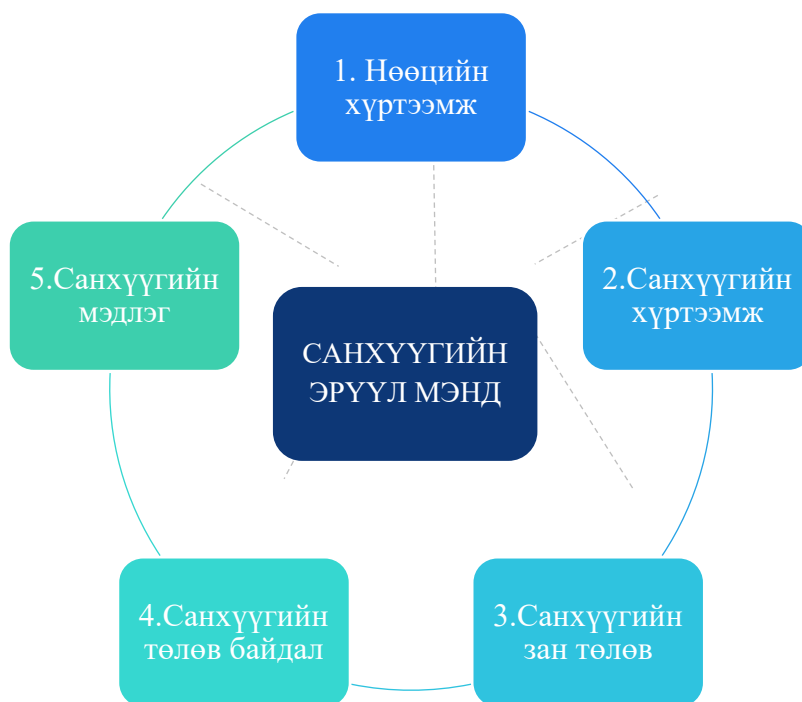 1. Нөөцийн
хүртээмж
2.Санхүүгийн
хүртээмж
3.Санхүүгийн
зан төлөв
4.Санхүүгийн
төлөв байдал
5.Санхүүгийн
мэдлэг
САНХҮҮГИЙН
ЭРҮҮЛ МЭНД